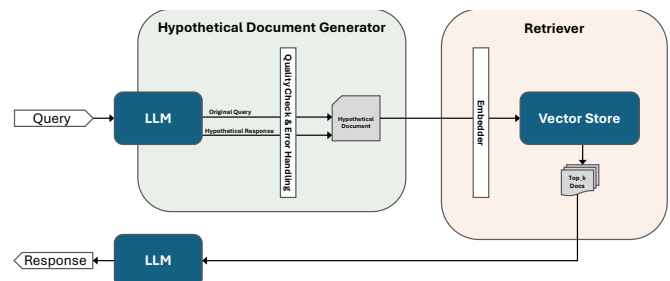 Hypothetical Document Generator
Retriever
Query
LLM
Original Query
Hypothetical Response
Quality Check & Error Handling
Hypothetical
Document
Embedder
Vector Store
Top_k
Docs
Response
LLM